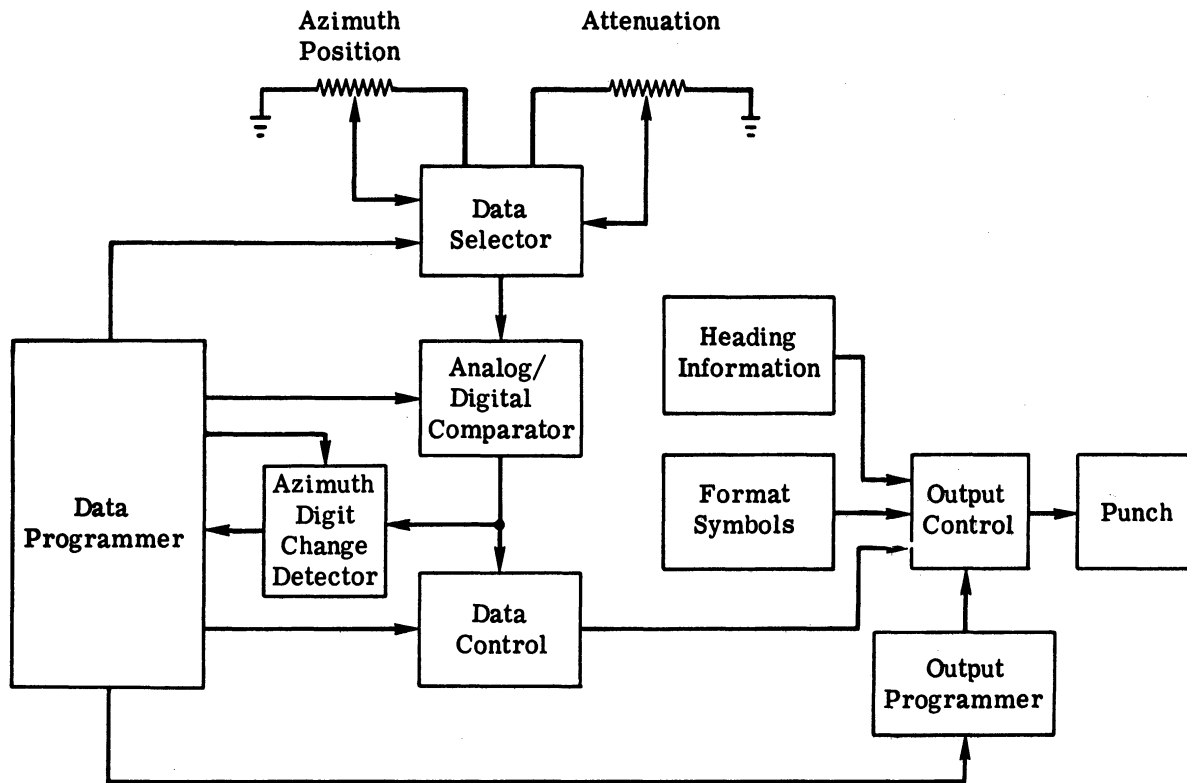 Azimuth
Position
Attenuation
Data
Selector
Heading
Information
Analog/
Digital
Comparator
Data
Programmer
Azimuth
Digit
Change
Detector
Format
Symbols
Output
Control
Punch
Data
Control
Output
Programmer